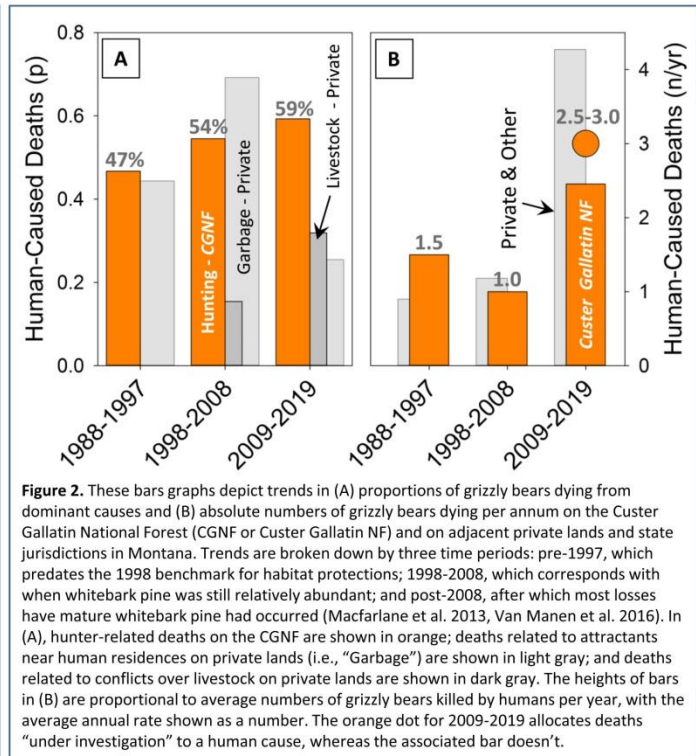 A
B
Human-Caused Deaths (p)
0.8
0.6
0.4
0.2
0.0
47%
54%
59%
Hunting - CGNF
Garbage - Private
Livestock - Private
1988-1997
1998-2008
2009-2019
1.5
1.0
2.5-3.0
Private & Other
Custer Gallatin NF
1988-1997
1998-2008
2009-2019
4
3
2
1
0
Human-Caused Deaths (n/yr)
Figure 2. These bars graphs depict trends in (A) proportions of grizzly bears dying from
dominant causes and (B) absolute numbers of grizzly bears dying per annum on the Custer
Gallatin National Forest (CGNF or Custer Gallatin NF) and on adjacent private lands and state
jurisdictions in Montana. Trends are broken down by three time periods: pre-1997, which
predates the 1998 benchmark for habitat protections; 1998-2008, which corresponds with
when whitebark pine was still relatively abundant; and post-2008, after which most losses
have mature whitebark pine had occurred (Macfarlane et al. 2013, Van Manen et al. 2016). In
(A), hunter-related deaths on the CGNF are shown in orange; deaths related to attractants
near human residences on private lands (i.e., “Garbage”) are shown in light gray; and deaths
related to conflicts over livestock on private lands are shown in dark gray. The heights of bars
in (B) are proportional to average numbers of grizzly bears killed by humans per year, with the
average annual rate shown as a number. The orange dot for 2009-2019 allocates deaths
“under investigation” to a human cause, whereas the associated bar doesn’t.